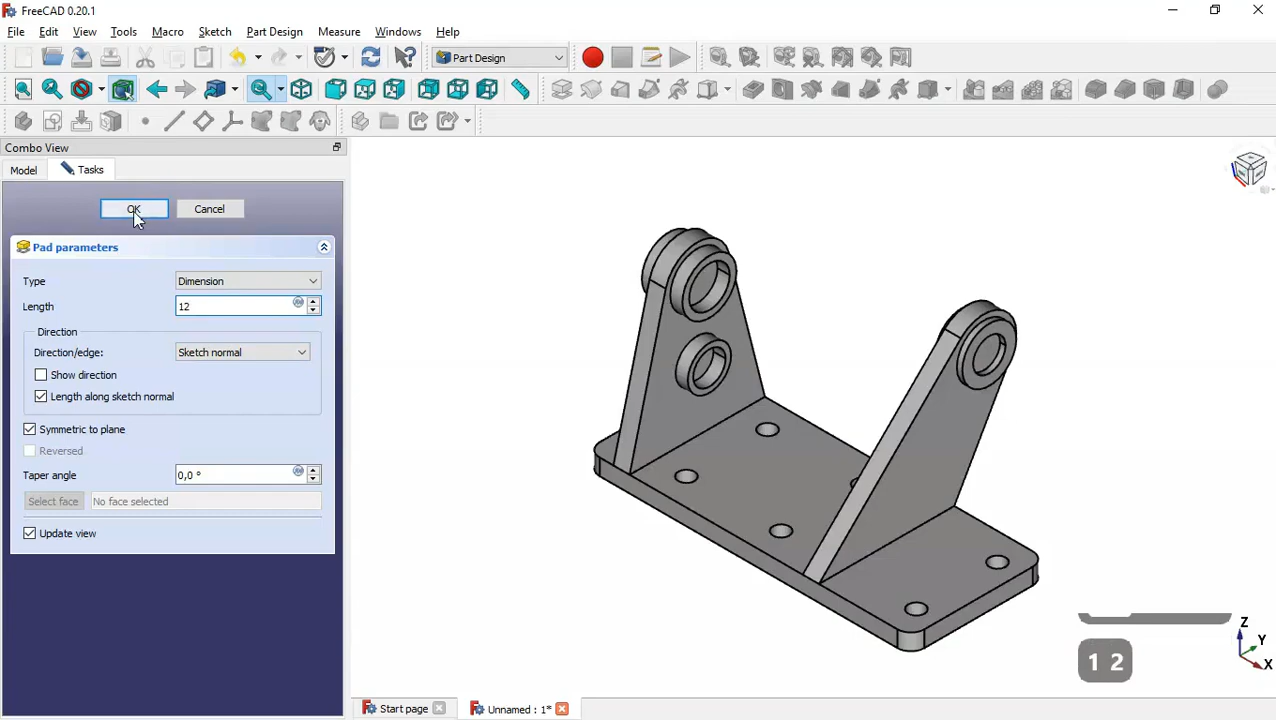 FreeCAD 0.20.1
File Edit View Tools Macro Sketch Part Design Measure Windows Help
Part Design
Combo View
Model Tasks
OK Cancel
Pad parameters
Type Dimension
Length 12
Direction
Direction/edge: Sketch normal
Show direction
Length along sketch normal
Symmetric to plane
Reversed
Taper angle 0,0 °
Select face No face selected
Update view
1 2
Z
Y
X
Start page Unnamed : 1*